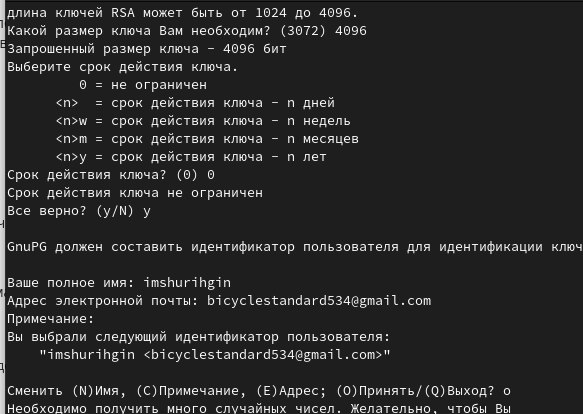 длина ключей RSA может быть от 1024 до 4096.
Какой размер ключа Вам необходим? (3072) 4096
Запрошенный размер ключа - 4096 бит
Выберите срок действия ключа.
         0 = не ограничен
      <n>  = срок действия ключа - n дней
      <n>w = срок действия ключа - n недель
      <n>m = срок действия ключа - n месяцев
      <n>y = срок действия ключа - n лет
Срок действия ключа? (0) 0
Срок действия ключа не ограничен
Все верно? (y/N) y
GnuPG должен составить идентификатор пользователя для идентификации ключ
Ваше полное имя: imshurihgin
Адрес электронной почты: bicyclestandard534@gmail.com
Примечание:
Вы выбрали следующий идентификатор пользователя:
    "imshurihgin <bicyclestandard534@gmail.com>"
Сменить (N)Имя, (C)Примечание, (E)Адрес; (O)Принять/(Q)Выход? o
Необходимо получить много случайных чисел. Желательно, чтобы Вы